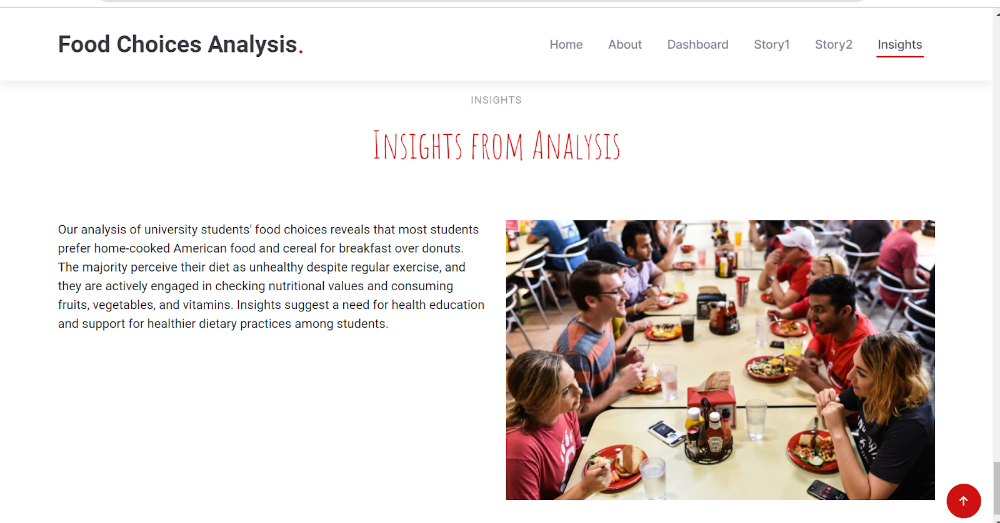 Food Choices Analysis.
Home About Dashboard Story1 Story2 Insights
INSIGHTS
Insights from Analysis
Our analysis of university students' food choices reveals that most students
prefer home-cooked American food and cereal for breakfast over donuts.
The majority perceive their diet as unhealthy despite regular exercise, and
they are actively engaged in checking nutritional values and consuming
fruits, vegetables, and vitamins. Insights suggest a need for health education
and support for healthier dietary practices among students.